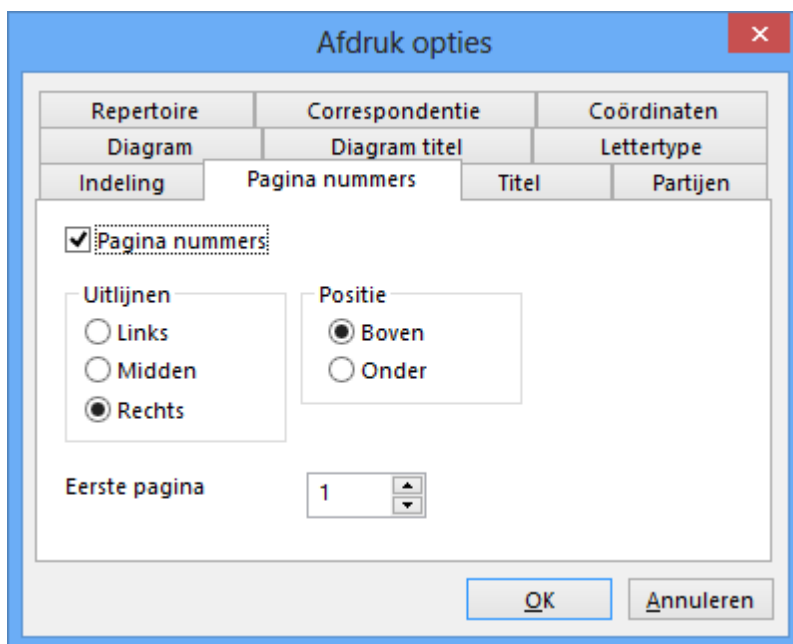 Afdruk opties
Repertoire Correspondentie Coördinaten
Diagram Diagram titel Lettertype
Indeling Pagina nummers Titel Partijen
Pagina nummers
Uitlijnen Positie
Links Boven
Midden Onder
Rechts
Eerste pagina 1
OK Annuleren